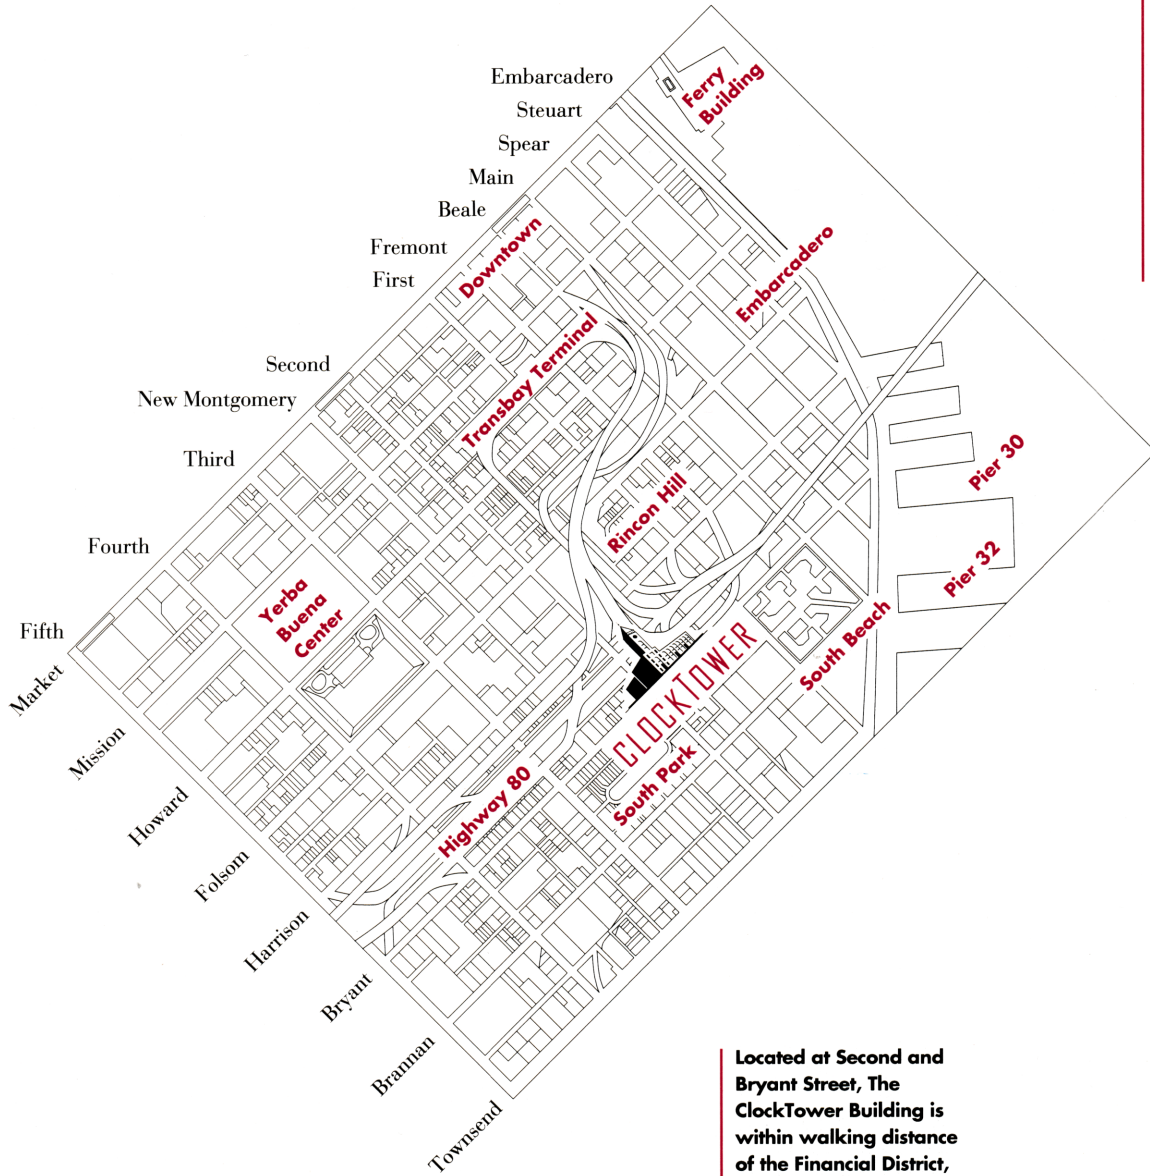 Embarcadero
Steuart
Spear
Main
Beale
Fremont
First
Second
New Montgomery
Third
Fourth
Fifth
Market
Mission
Howard
Folsom
Harrison
Bryant
Brannan
Townsend
Ferry
Building
Downtown
Embarcadero
Transbay Terminal
Rincon Hill
Pier 30
Pier 32
Yerba
Buena
Center
South Beach
CLOCKTOWER
South Park
Highway 80
Located at Second and
Bryant Street, The
ClockTower Building is
within walking distance
of the Financial District,